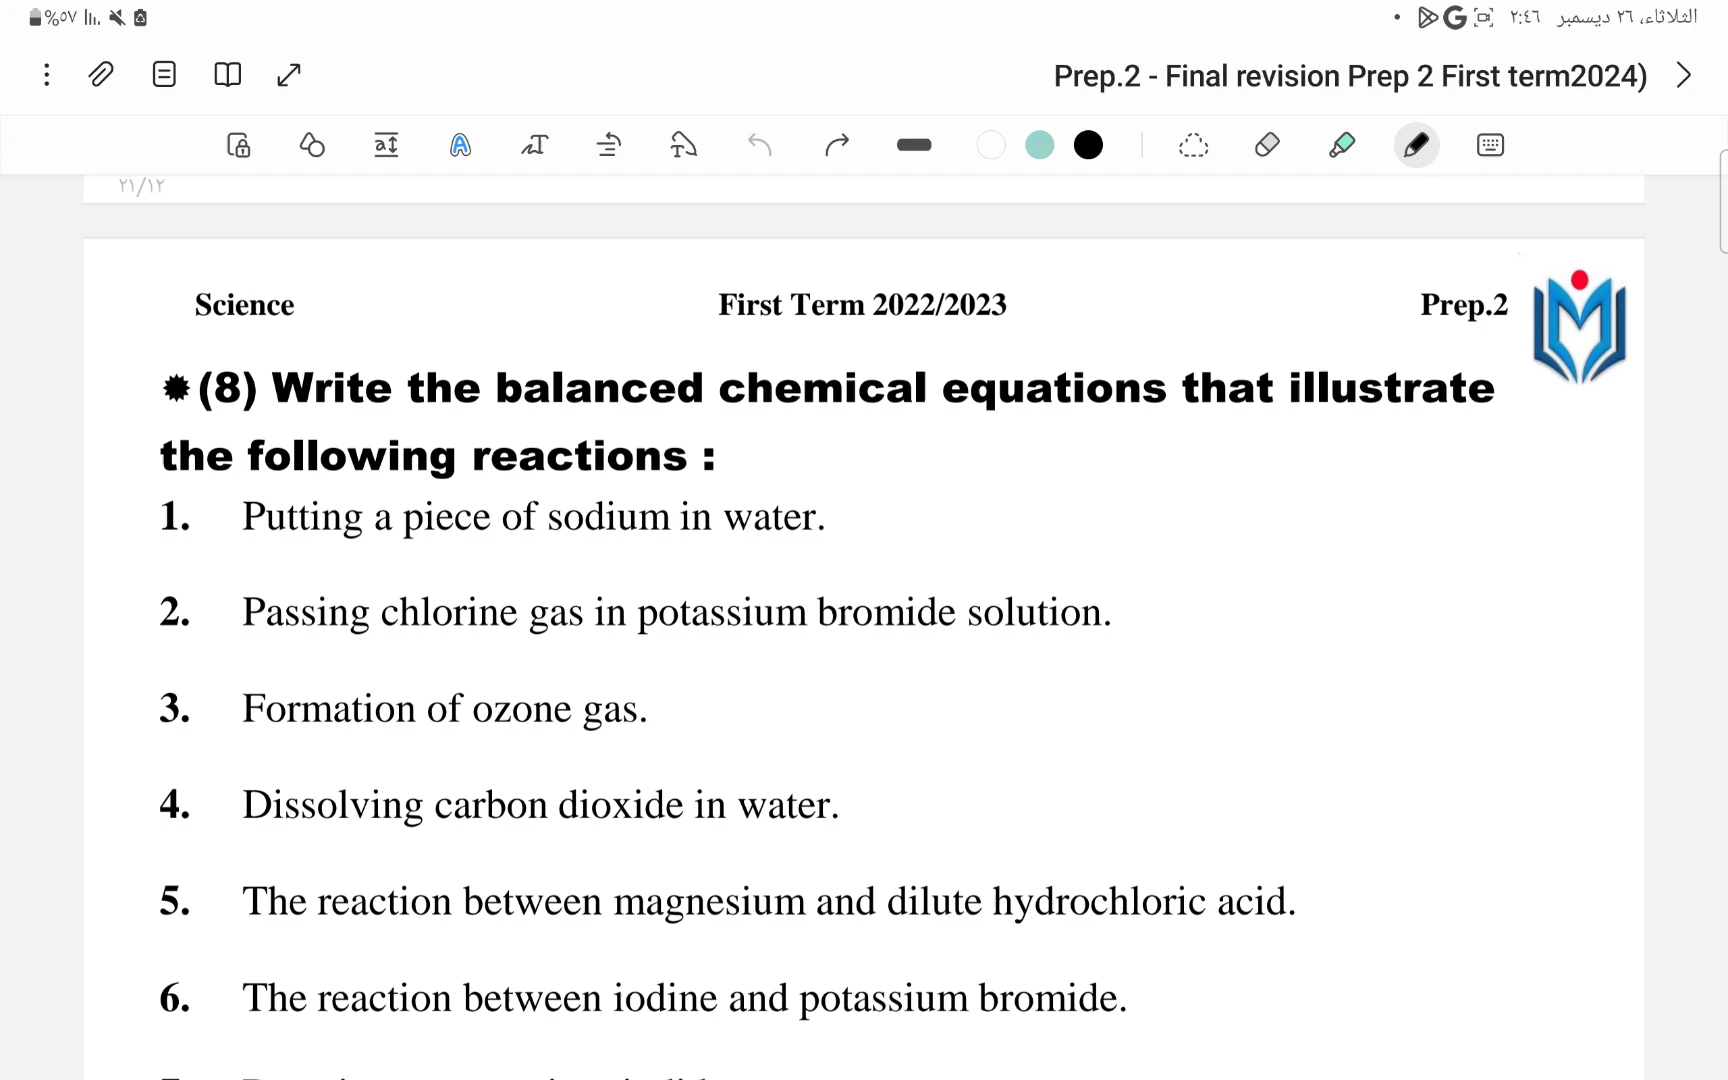 %٥٧ ٢:٤٦ الثلاثاء، ٢٦ ديسمبر
Prep.2 - Final revision Prep 2 First term2024)
٢١/١٢
Science First Term 2022/2023 Prep.2
(8) Write the balanced chemical equations that illustrate
the following reactions :
1. Putting a piece of sodium in water.
2. Passing chlorine gas in potassium bromide solution.
3. Formation of ozone gas.
4. Dissolving carbon dioxide in water.
5. The reaction between magnesium and dilute hydrochloric acid.
6. The reaction between iodine and potassium bromide.